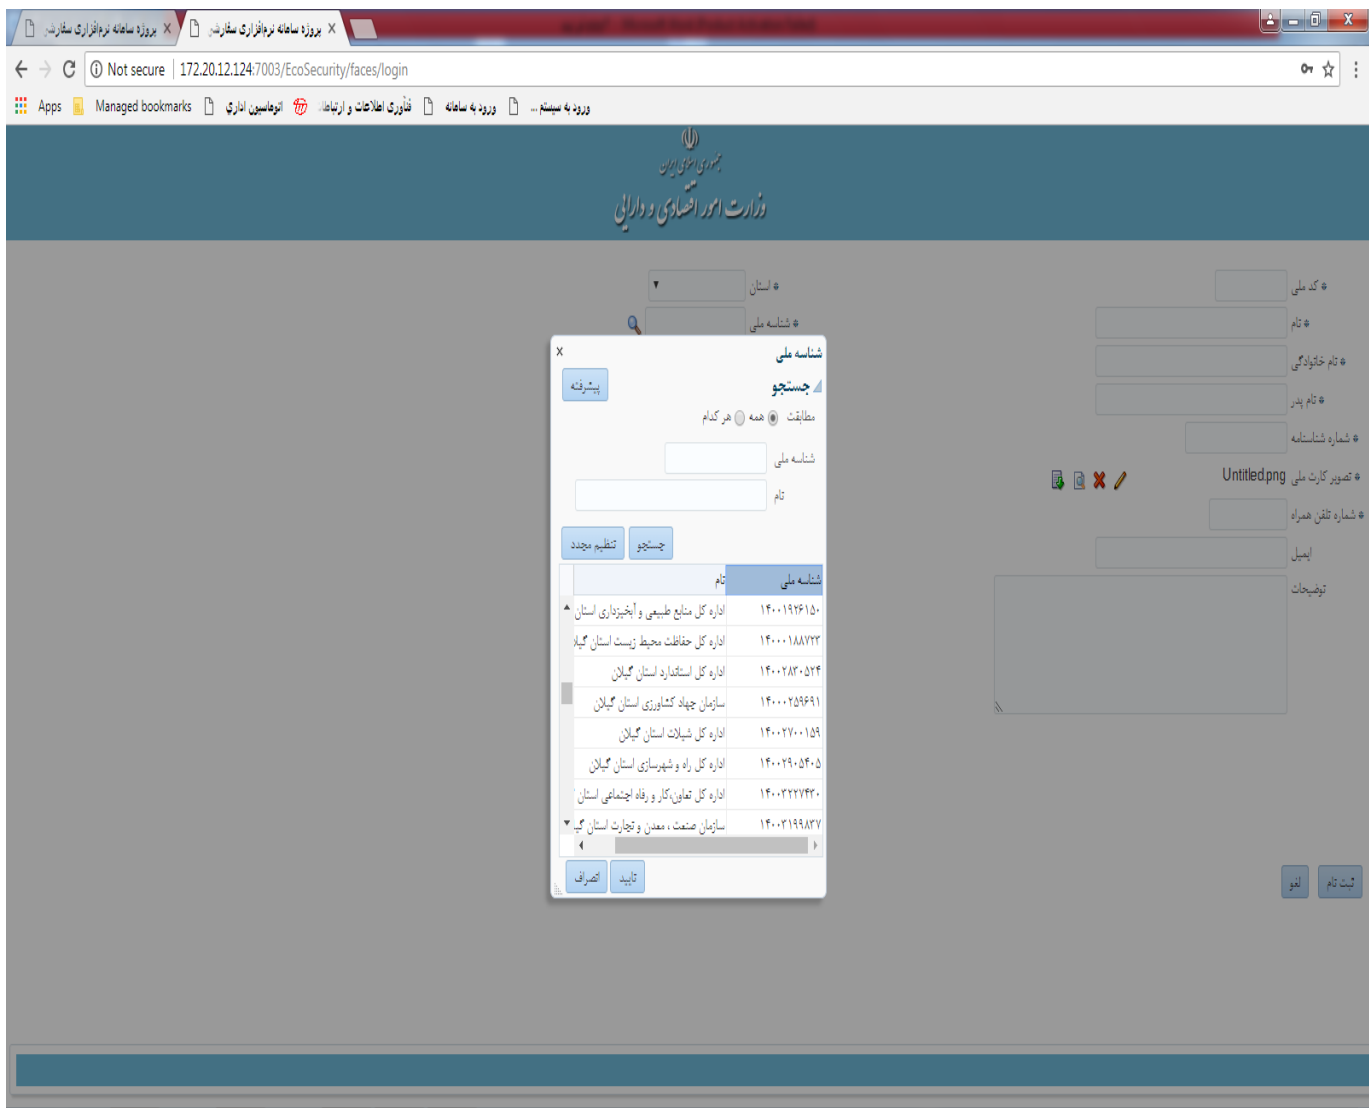 پروژه سامانه نرم‌افزاری سفارشی
پروژه سامانه نرم‌افزاری سفارشی
Not secure | 172.20.12.124:7003/EcoSecurity/faces/login
Apps Managed bookmarks اتوماسیون اداري فنّاوری اطلاعات و ارتباطات ورود به سامانه ورود به سیستم ...
جمهوری اسلامی ایران
وزارت امور اقتصادی و دارایی
* کد ملی
* استان
* نام
* شناسه ملی
* نام خانوادگی
* نام پدر
* شماره شناسنامه
* تصویر کارت ملی Untitled.png
* شماره تلفن همراه
ایمیل
توضیحات
ثبت نام لغو
شناسه ملی
جستجو پیشرفته
مطابقت همه هر کدام
شناسه ملی
نام
جستجو تنظیم مجدد
شناسه ملی نام
۱۴۰۰۱۹۲۶۱۵۰ اداره کل منابع طبیعی و آبخیزداری استان
۱۴۰۰۰۱۸۸۷۲۳ اداره کل حفاظت محیط زیست استان گیلا
۱۴۰۰۲۸۳۰۵۲۴ اداره کل استاندارد استان گیلان
۱۴۰۰۰۲۵۹۶۹۱ سازمان جهاد کشاورزی استان گیلان
۱۴۰۰۲۷۰۰۱۵۹ اداره کل شیلات استان گیلان
۱۴۰۰۲۹۰۵۴۰۵ اداره کل راه و شهرسازی استان گیلان
۱۴۰۰۳۲۲۷۴۳۰ اداره کل تعاون،کار و رفاه اجتماعی استان
۱۴۰۰۳۱۹۹۸۳۷ سازمان صنعت ، معدن و تجارت استان گیـ
تایید انصراف